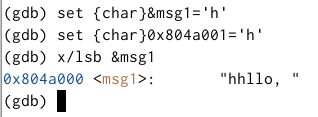 (gdb) set {char}&msg1='h'
(gdb) set {char}0x804a001='h'
(gdb) x/lsb &msg1
0x804a000 <msg1>: "hhllo, "
(gdb)